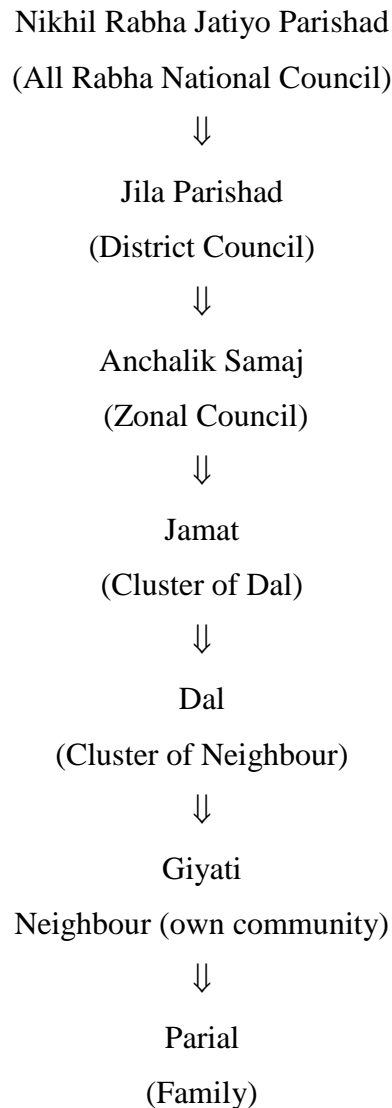 Nikhil Rabha Jatiyo Parishad
(All Rabha National Council)
⇓
Jila Parishad
(District Council)
⇓
Anchalik Samaj
(Zonal Council)
⇓
Jamat
(Cluster of Dal)
⇓
Dal
(Cluster of Neighbour)
⇓
Giyati
Neighbour (own community)
⇓
Parial
(Family)